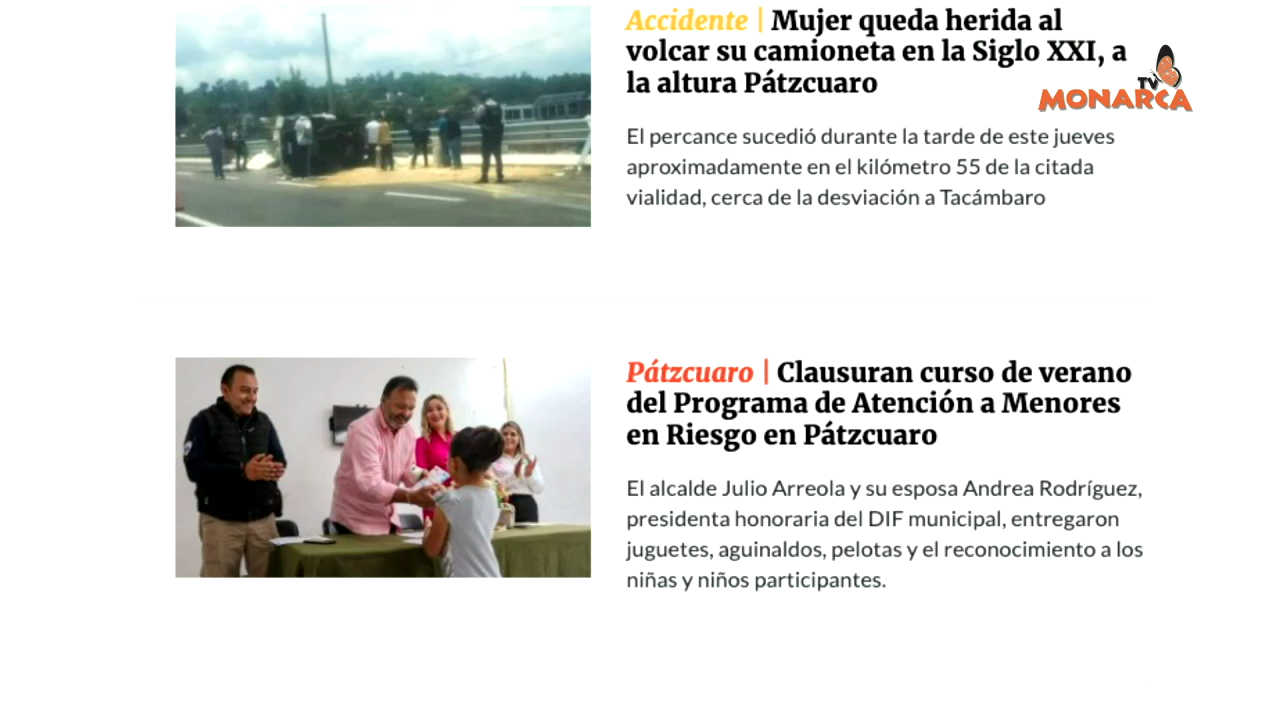 Accidente | Mujer queda herida al
volcar su camioneta en la Siglo XXI, a
la altura Pátzcuaro
TV
MONARCA
El percance sucedió durante la tarde de este jueves
aproximadamente en el kilómetro 55 de la citada
vialidad, cerca de la desviación a Tacámbaro
Pátzcuaro | Clausuran curso de verano
del Programa de Atención a Menores
en Riesgo en Pátzcuaro
El alcalde Julio Arreola y su esposa Andrea Rodríguez,
presidenta honoraria del DIF municipal, entregaron
juguetes, aguinaldos, pelotas y el reconocimiento a los
niñas y niños participantes.